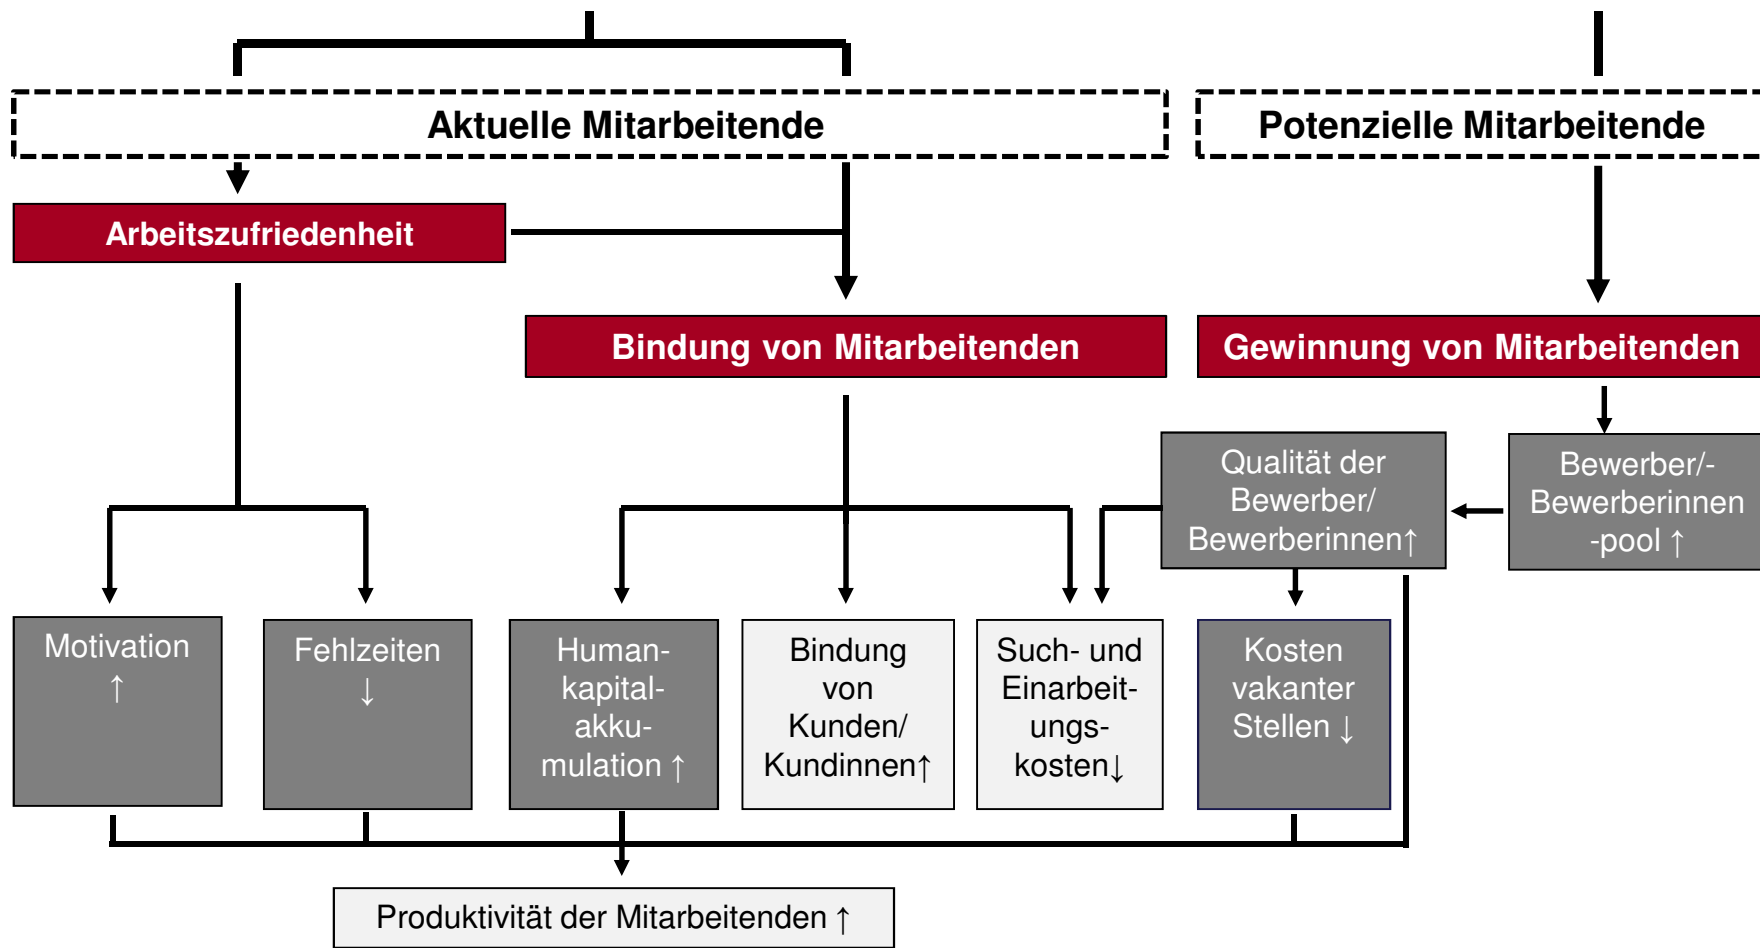 Aktuelle Mitarbeitende
Potenzielle Mitarbeitende
Arbeitszufriedenheit
Bindung von Mitarbeitenden
Gewinnung von Mitarbeitenden
Qualität der
Bewerber/
Bewerberinnen↑
Bewerber/-
Bewerberinnen
-pool ↑
Motivation
↑
Fehlzeiten
↓
Human-
kapital-
akku-
mulation ↑
Bindung
von
Kunden/
Kundinnen↑
Such- und
Einarbeit-
ungs-
kosten↓
Kosten
vakanter
Stellen ↓
Produktivität der Mitarbeitenden ↑